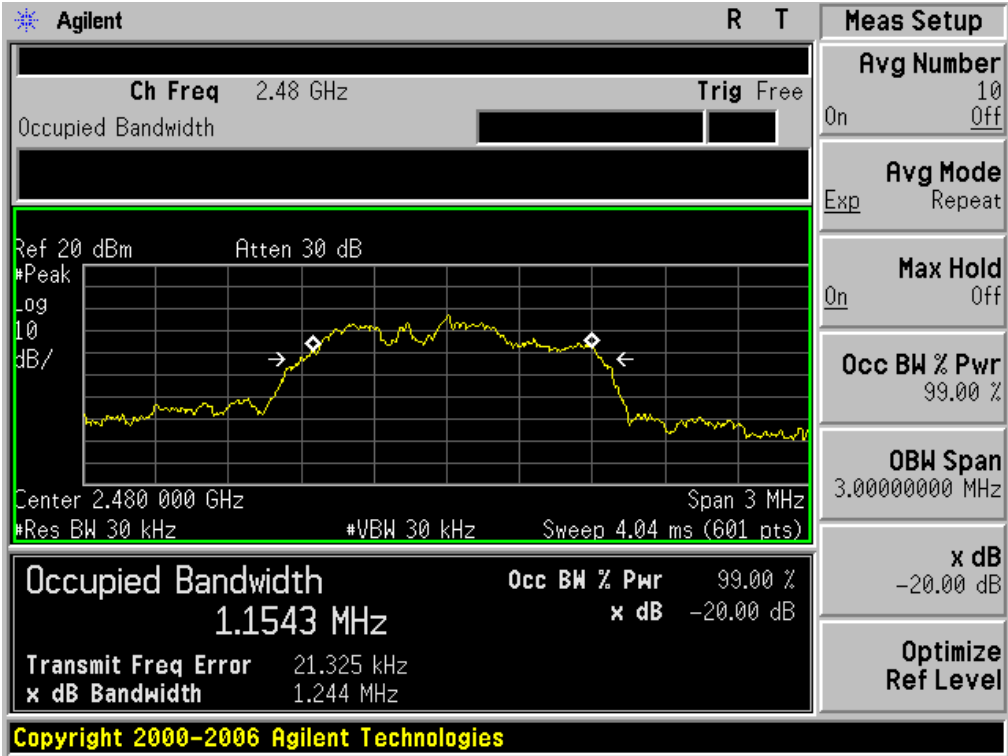 Agilent R T
Ch Freq 2.48 GHz Trig Free
Occupied Bandwidth
Ref 20 dBm Atten 30 dB
#Peak
Log
10
dB/
Center 2.480 000 GHz Span 3 MHz
#Res BW 30 kHz #VBW 30 kHz Sweep 4.04 ms (601 pts)
Occupied Bandwidth Occ BW % Pwr 99.00 %
1.1543 MHz x dB -20.00 dB
Transmit Freq Error 21.325 kHz
x dB Bandwidth 1.244 MHz
Copyright 2000-2006 Agilent Technologies
Meas Setup
Avg Number
10
On Off
Avg Mode
Exp Repeat
Max Hold
On Off
Occ BW % Pwr
99.00 %
OBW Span
3.00000000 MHz
x dB
-20.00 dB
Optimize
Ref Level